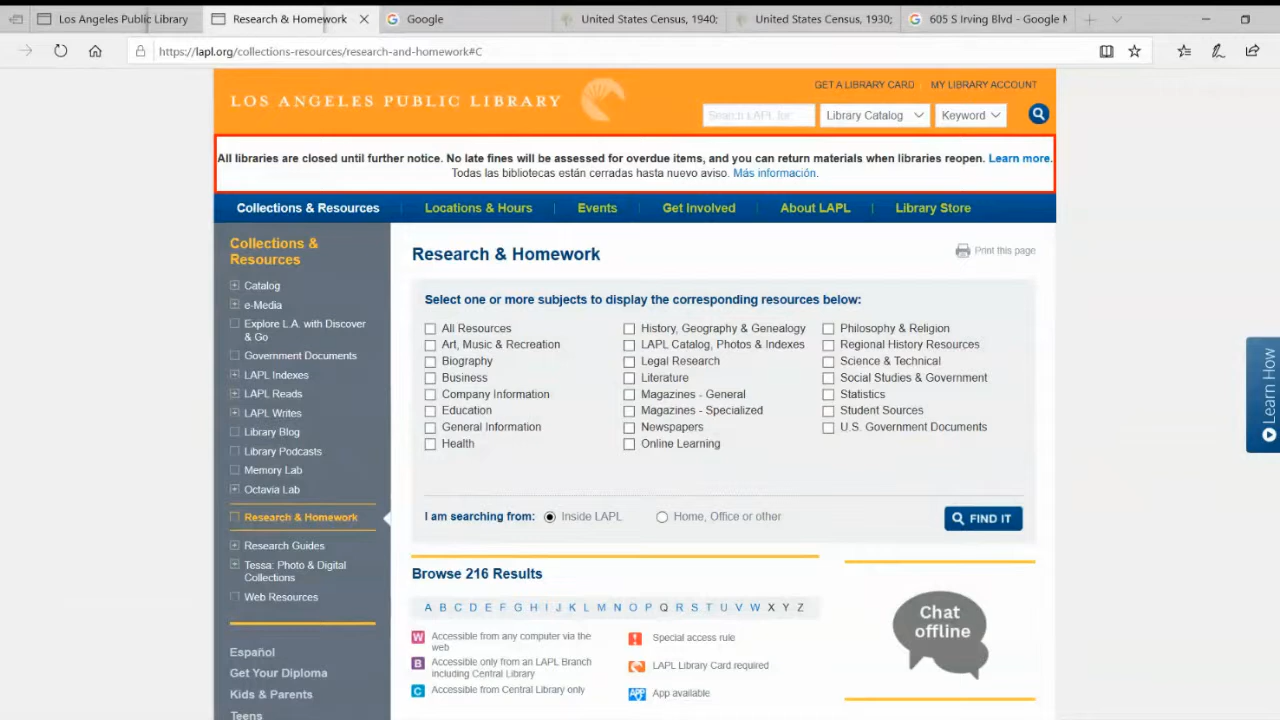 Los Angeles Public Library
Research & Homework
Google
United States Census, 1940;
United States Census, 1930;
605 S Irving Blvd - Google M
https://lapl.org/collections-resources/research-and-homework#C
LOS ANGELES PUBLIC LIBRARY
GET A LIBRARY CARD
MY LIBRARY ACCOUNT
Search LAPL for
Library Catalog
Keyword
All libraries are closed until further notice. No late fines will be assessed for overdue items, and you can return materials when libraries reopen. Learn more.
Todas las bibliotecas están cerradas hasta nuevo aviso. Más información.
Collections & Resources
Locations & Hours
Events
Get Involved
About LAPL
Library Store
Collections &
Resources
Catalog
e-Media
Explore L.A. with Discover
& Go
Government Documents
LAPL Indexes
LAPL Reads
LAPL Writes
Library Blog
Library Podcasts
Memory Lab
Octavia Lab
Research & Homework
Research Guides
Tessa: Photo & Digital
Collections
Web Resources
Español
Get Your Diploma
Kids & Parents
Teens
Research & Homework
Print this page
Select one or more subjects to display the corresponding resources below:
All Resources
Art, Music & Recreation
Biography
Business
Company Information
Education
General Information
Health
History, Geography & Genealogy
LAPL Catalog, Photos & Indexes
Legal Research
Literature
Magazines - General
Magazines - Specialized
Newspapers
Online Learning
Philosophy & Religion
Regional History Resources
Science & Technical
Social Studies & Government
Statistics
Student Sources
U.S. Government Documents
I am searching from:
Inside LAPL
Home, Office or other
FIND IT
Browse 216 Results
A B C D E F G H I J K L M N O P Q R S T U V W X Y Z
W Accessible from any computer via the
web
B Accessible only from an LAPL Branch
including Central Library
C Accessible from Central Library only
Special access rule
LAPL Library Card required
APP App available
Chat
offline
Learn How